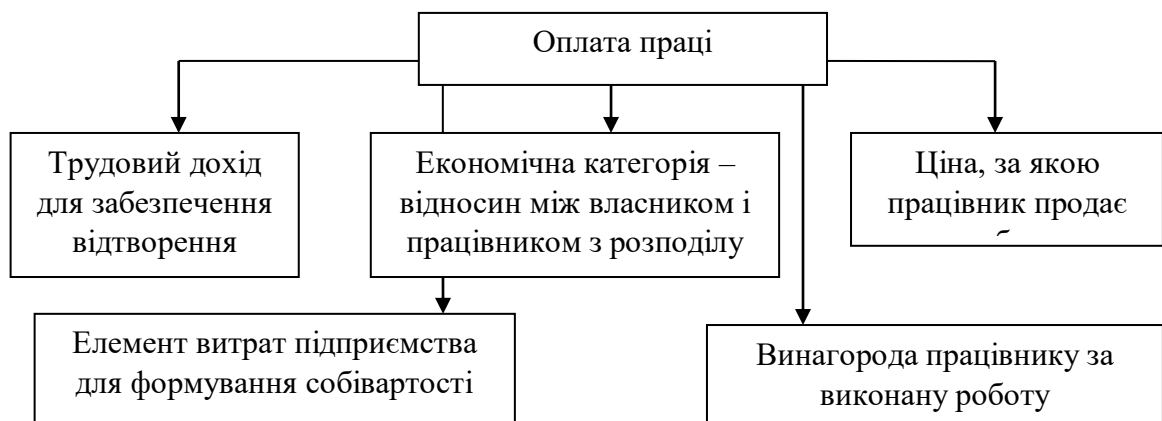 Оплата праці
Трудовий дохід
для забезпечення
відтворення
Економічна категорія –
відносин між власником і
працівником з розподілу
Ціна, за якою
працівник продає
Елемент витрат підприємства
для формування собівартості
Винагорода працівнику за
виконану роботу